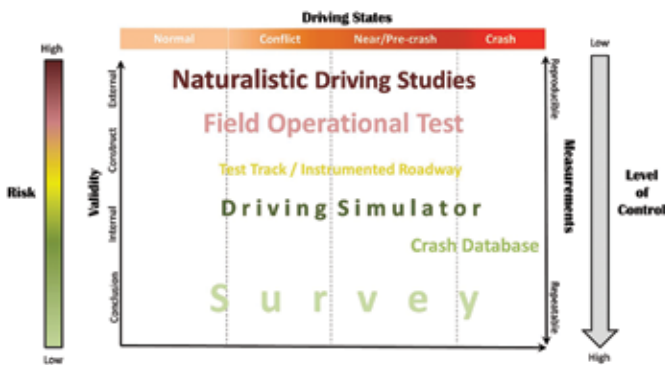 Driving States
High
Normal
Conflict
Near/Pre-crash
Crash
Low
External
Naturalistic Driving Studies
Reproducible
Field Operational Test
Construct
Test Track / Instrumented Roadway
Risk
Validity
Measurements
Level of
Control
Internal
Driving Simulator
Crash Database
Conclusion
Survey
Repeatable
Low
High